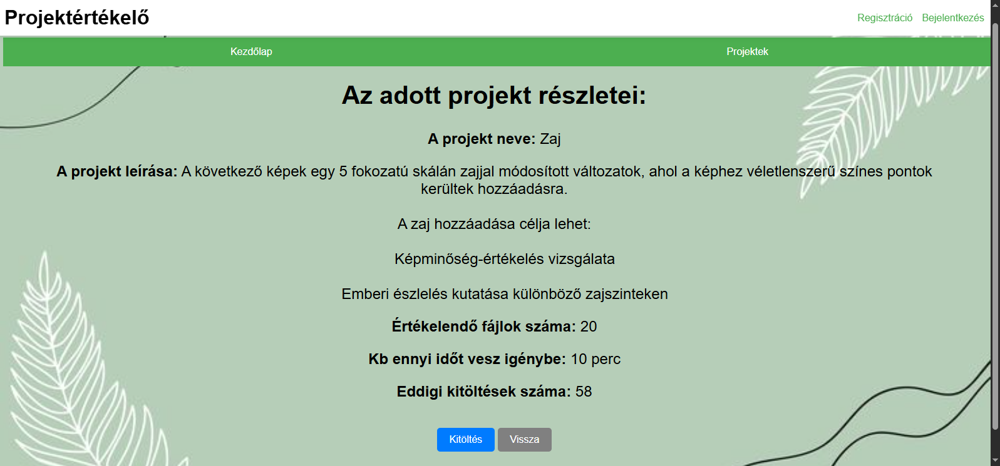 Projektértékelő
Regisztráció Bejelentkezés
Kezdőlap Projektek
Az adott projekt részletei:
A projekt neve: Zaj
A projekt leírása: A következő képek egy 5 fokozatú skálán zajjal módosított változatok, ahol a képhez véletlenszerű színes pontok
kerültek hozzáadásra.
A zaj hozzáadása célja lehet:
Képminőség-értékelés vizsgálata
Emberi észlelés kutatása különböző zajszinteken
Értékelendő fájlok száma: 20
Kb ennyi időt vesz igénybe: 10 perc
Eddigi kitöltések száma: 58
Kitöltés Vissza